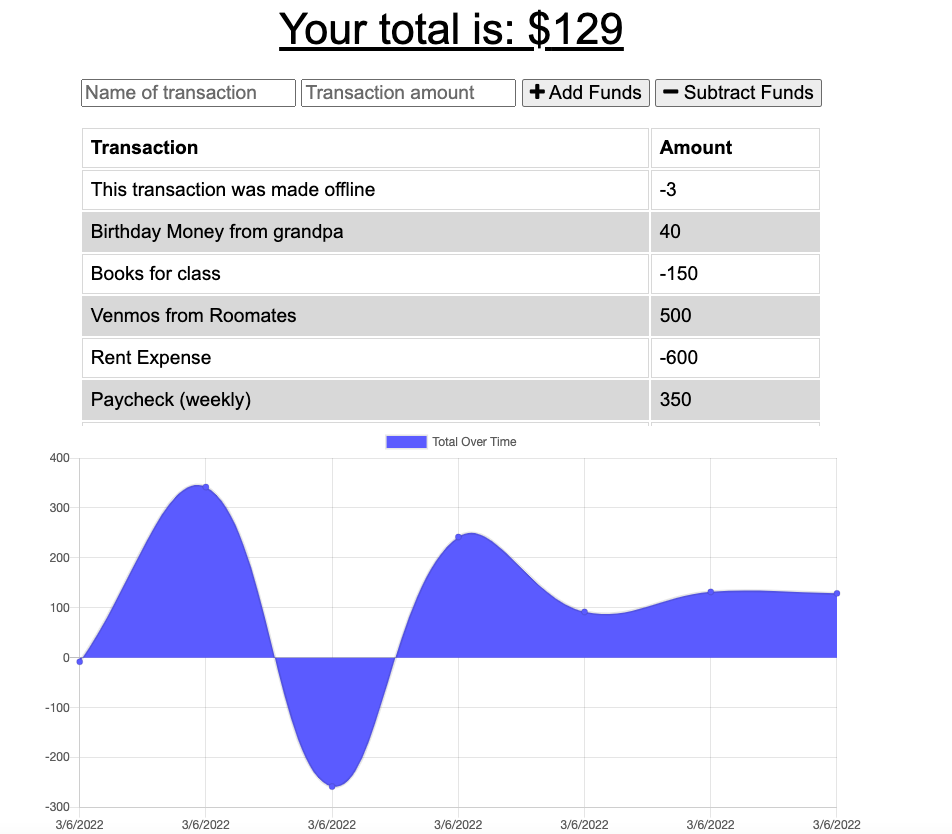 Your total is: $129
Name of transaction Transaction amount Add Funds Subtract Funds
Transaction Amount
This transaction was made offline -3
Birthday Money from grandpa 40
Books for class -150
Venmos from Roomates 500
Rent Expense -600
Paycheck (weekly) 350
Total Over Time
400
300
200
100
0
-100
-200
-300
3/6/2022 3/6/2022 3/6/2022 3/6/2022 3/6/2022 3/6/2022 3/6/2022